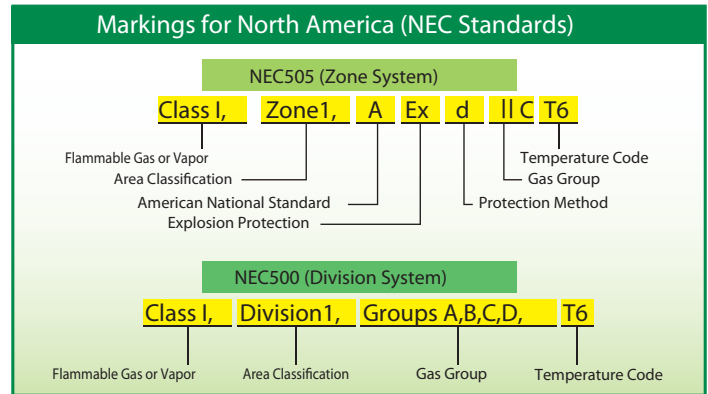 Markings for North America (NEC Standards)
NEC505 (Zone System)
Class I, Zone1, A Ex d ll C T6
Flammable Gas or Vapor Temperature Code
Area Classification Gas Group
American National Standard Protection Method
Explosion Protection
NEC500 (Division System)
Class I, Division1, Groups A,B,C,D, T6
Flammable Gas or Vapor Area Classification Gas Group Temperature Code